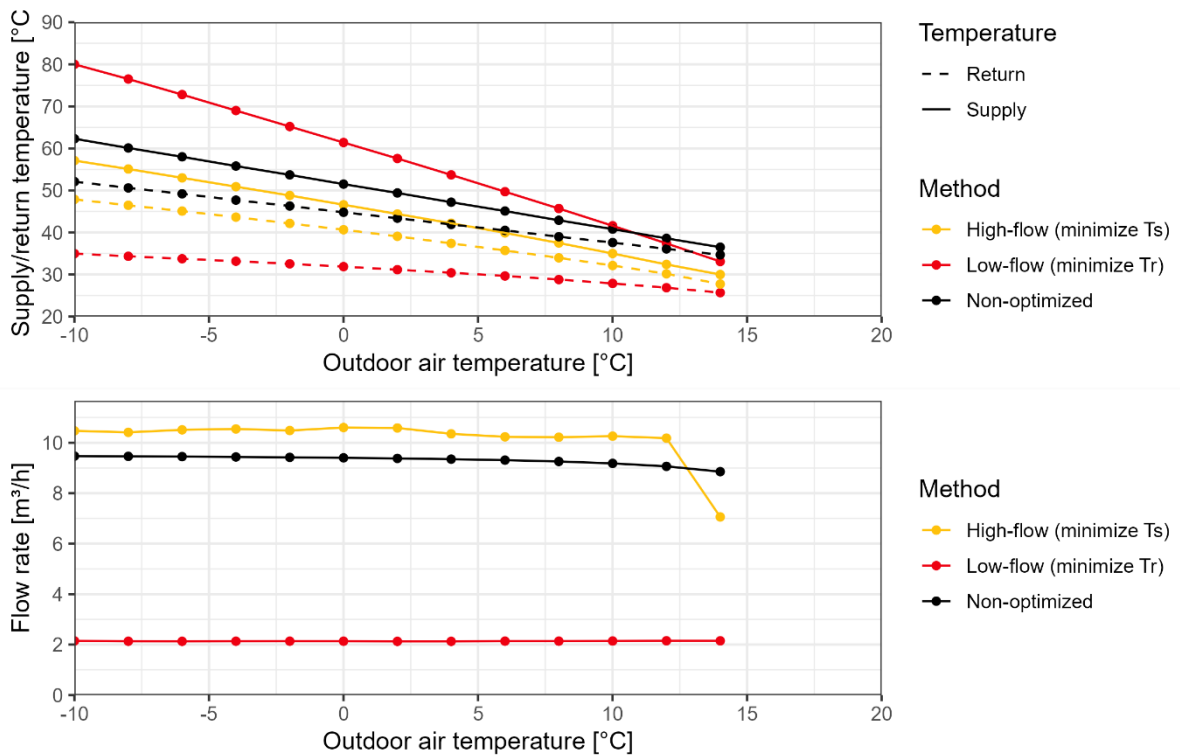 Supply/return temperature [°C
90
80
70
60
50
40
30
20
-10
-5
0
5
10
15
20
Outdoor air temperature [°C]
Temperature
Return
Supply
Method
High-flow (minimize Ts)
Low-flow (minimize Tr)
Non-optimized
Flow rate [m³/h]
10
8
6
4
2
0
-10
-5
0
5
10
15
20
Outdoor air temperature [°C]
Method
High-flow (minimize Ts)
Low-flow (minimize Tr)
Non-optimized